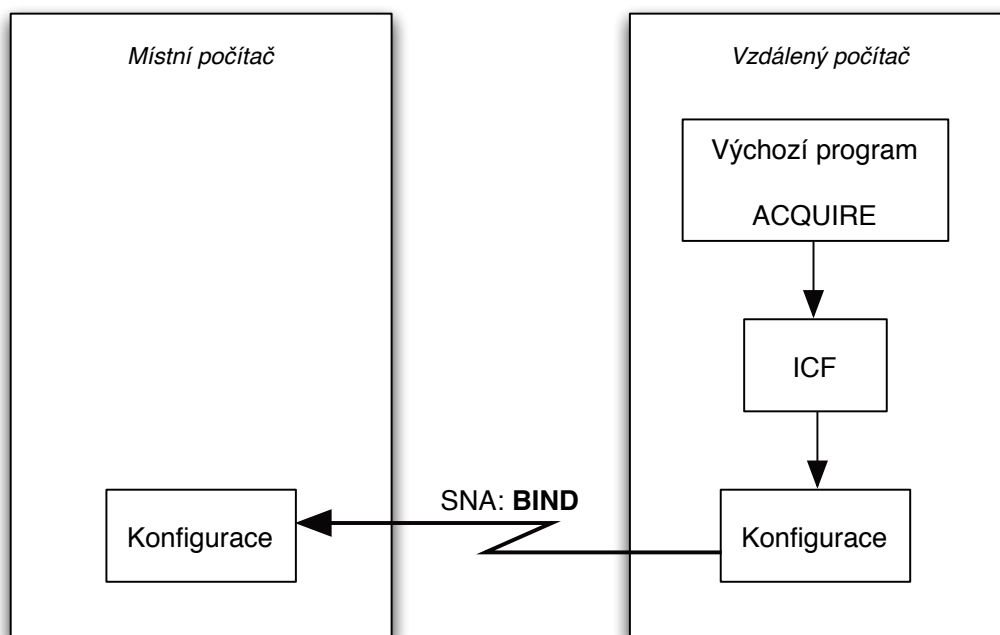 Místní počítač
Vzdálený počítač
Výchozí program
ACQUIRE
ICF
SNA: BIND
Konfigurace
Konfigurace